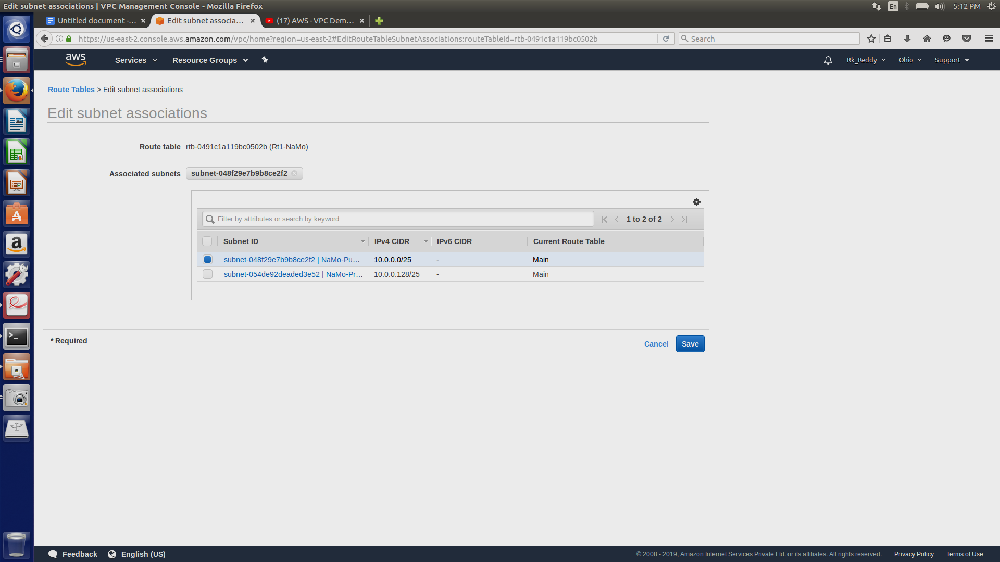 Edit subnet associations | VPC Management Console - Mozilla Firefox
En
5:12 PM
Untitled document -...
Edit subnet associa...
(17) AWS - VPC Dem...
https://us-east-2.console.aws.amazon.com/vpc/home?region=us-east-2#EditRouteTableSubnetAssociations:routeTableId=rtb-0491c1a119bc0502b
Search
aws
Services
Resource Groups
Rk_Reddy
Ohio
Support
Route Tables > Edit subnet associations
Edit subnet associations
Route table rtb-0491c1a119bc0502b (Rt1-NaMo)
Associated subnets subnet-048f29e7b9b8ce2f2
Filter by attributes or search by keyword
1 to 2 of 2
Subnet ID IPv4 CIDR IPv6 CIDR Current Route Table
subnet-048f29e7b9b8ce2f2 | NaMo-Pu... 10.0.0.0/25 - Main
subnet-054de92deaded3e52 | NaMo-Pr... 10.0.0.128/25 - Main
* Required
Cancel
Save
Feedback
English (US)
© 2008 - 2019, Amazon Internet Services Private Ltd. or its affiliates. All rights reserved.
Privacy Policy
Terms of Use